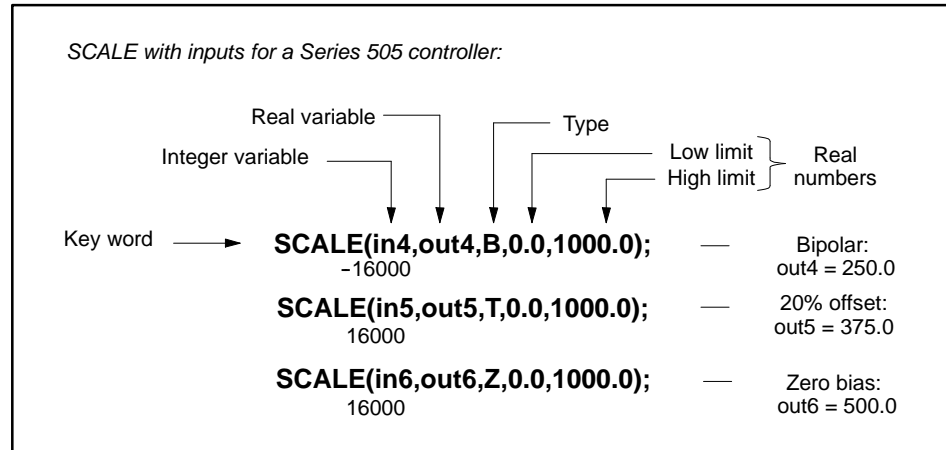 SCALE with inputs for a Series 505 controller:
Real variable
Type
Integer variable
Low limit
High limit
Real
numbers
Key word
SCALE(in4,out4,B,0.0,1000.0);
–16000
Bipolar:
out4 = 250.0
SCALE(in5,out5,T,0.0,1000.0);
16000
20% offset:
out5 = 375.0
SCALE(in6,out6,Z,0.0,1000.0);
16000
Zero bias:
out6 = 500.0